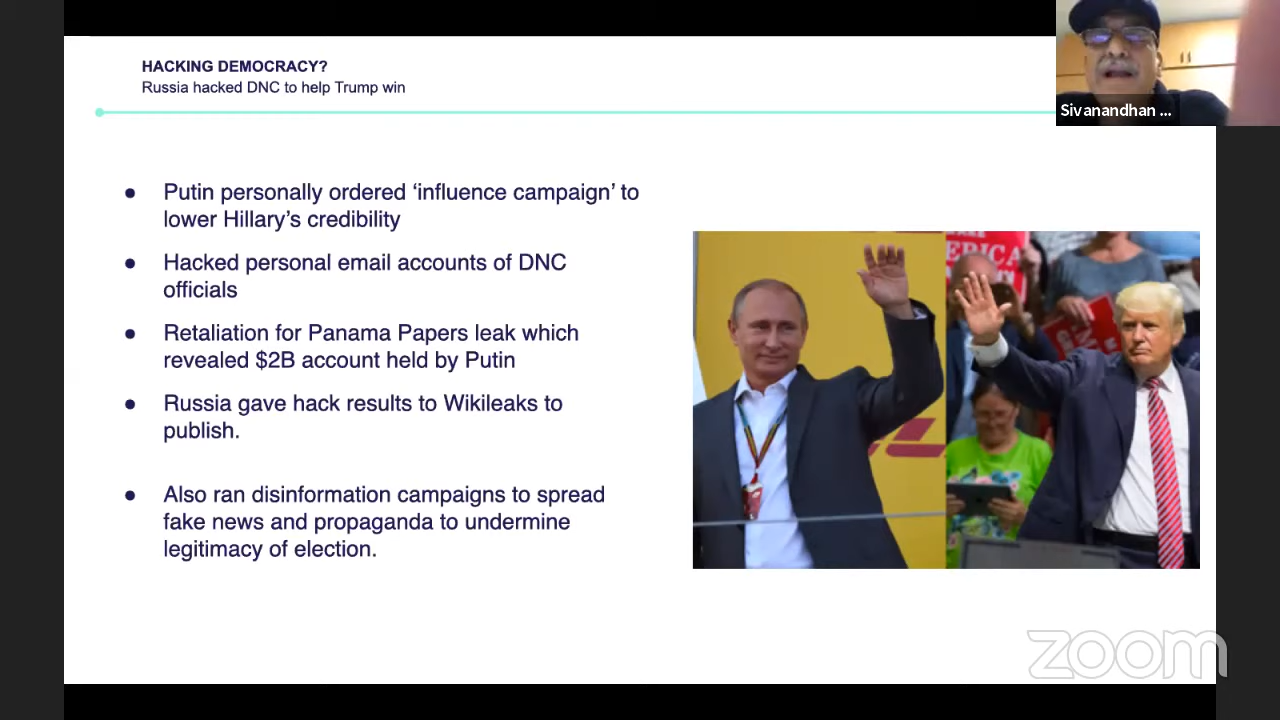 HACKING DEMOCRACY?
Russia hacked DNC to help Trump win
Sivanandhan ...
● Putin personally ordered ‘influence campaign’ to
lower Hillary’s credibility
● Hacked personal email accounts of DNC
officials
● Retaliation for Panama Papers leak which
revealed $2B account held by Putin
● Russia gave hack results to Wikileaks to
publish.
● Also ran disinformation campaigns to spread
fake news and propaganda to undermine
legitimacy of election.
zoom